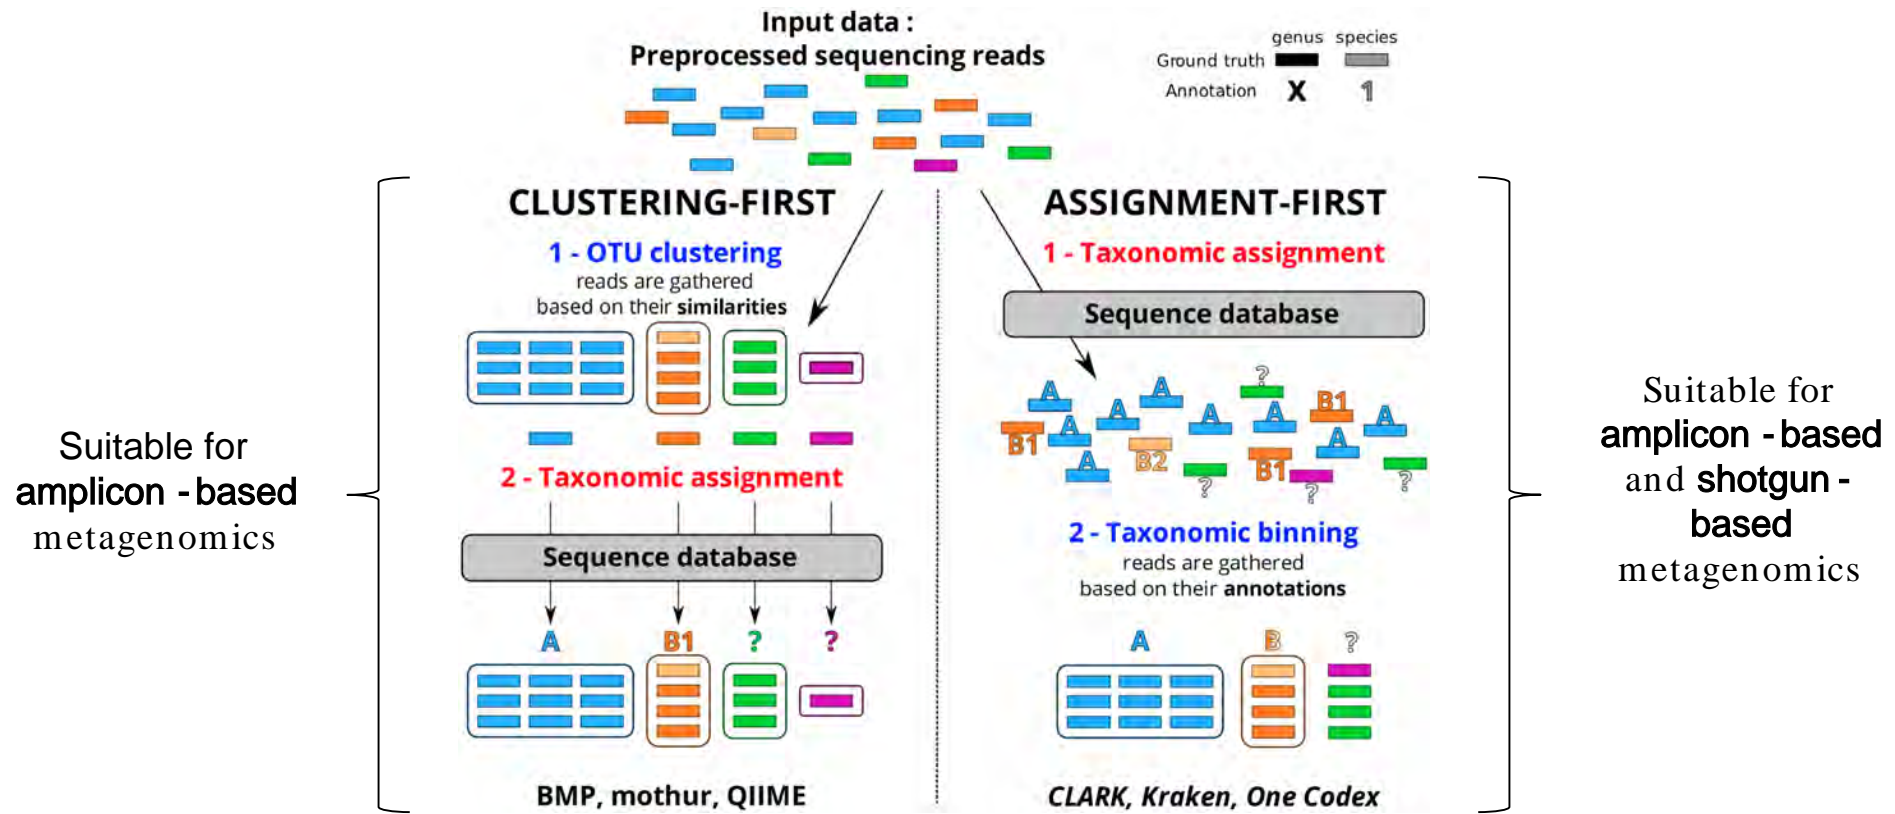 Input data :
Preprocessed sequencing reads
genus species
Ground truth
Annotation X 1
CLUSTERING-FIRST
1 - OTU clustering
reads are gathered
based on their similarities
2 - Taxonomic assignment
Sequence database
A B1 ? ?
BMP, mothur, QIIME
Suitable for
amplicon - based
metagenomics
ASSIGNMENT-FIRST
1 - Taxonomic assignment
Sequence database
A A ? B1
A A A A
B1 A B2 B1 A
A ? ? ?
2 - Taxonomic binning
reads are gathered
based on their annotations
A B ?
CLARK, Kraken, One Codex
Suitable for
amplicon - based
and shotgun -
based
metagenomics